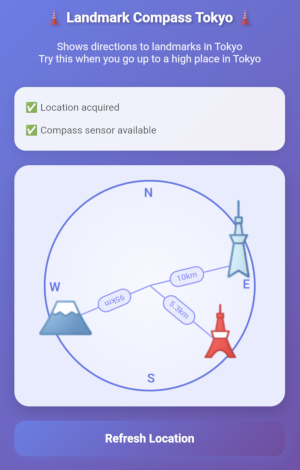 Landmark Compass Tokyo
Shows directions to landmarks in Tokyo
Try this when you go up to a high place in Tokyo
Location acquired
Compass sensor available
N
10km
W
E
95km
5.3km
S
Refresh Location